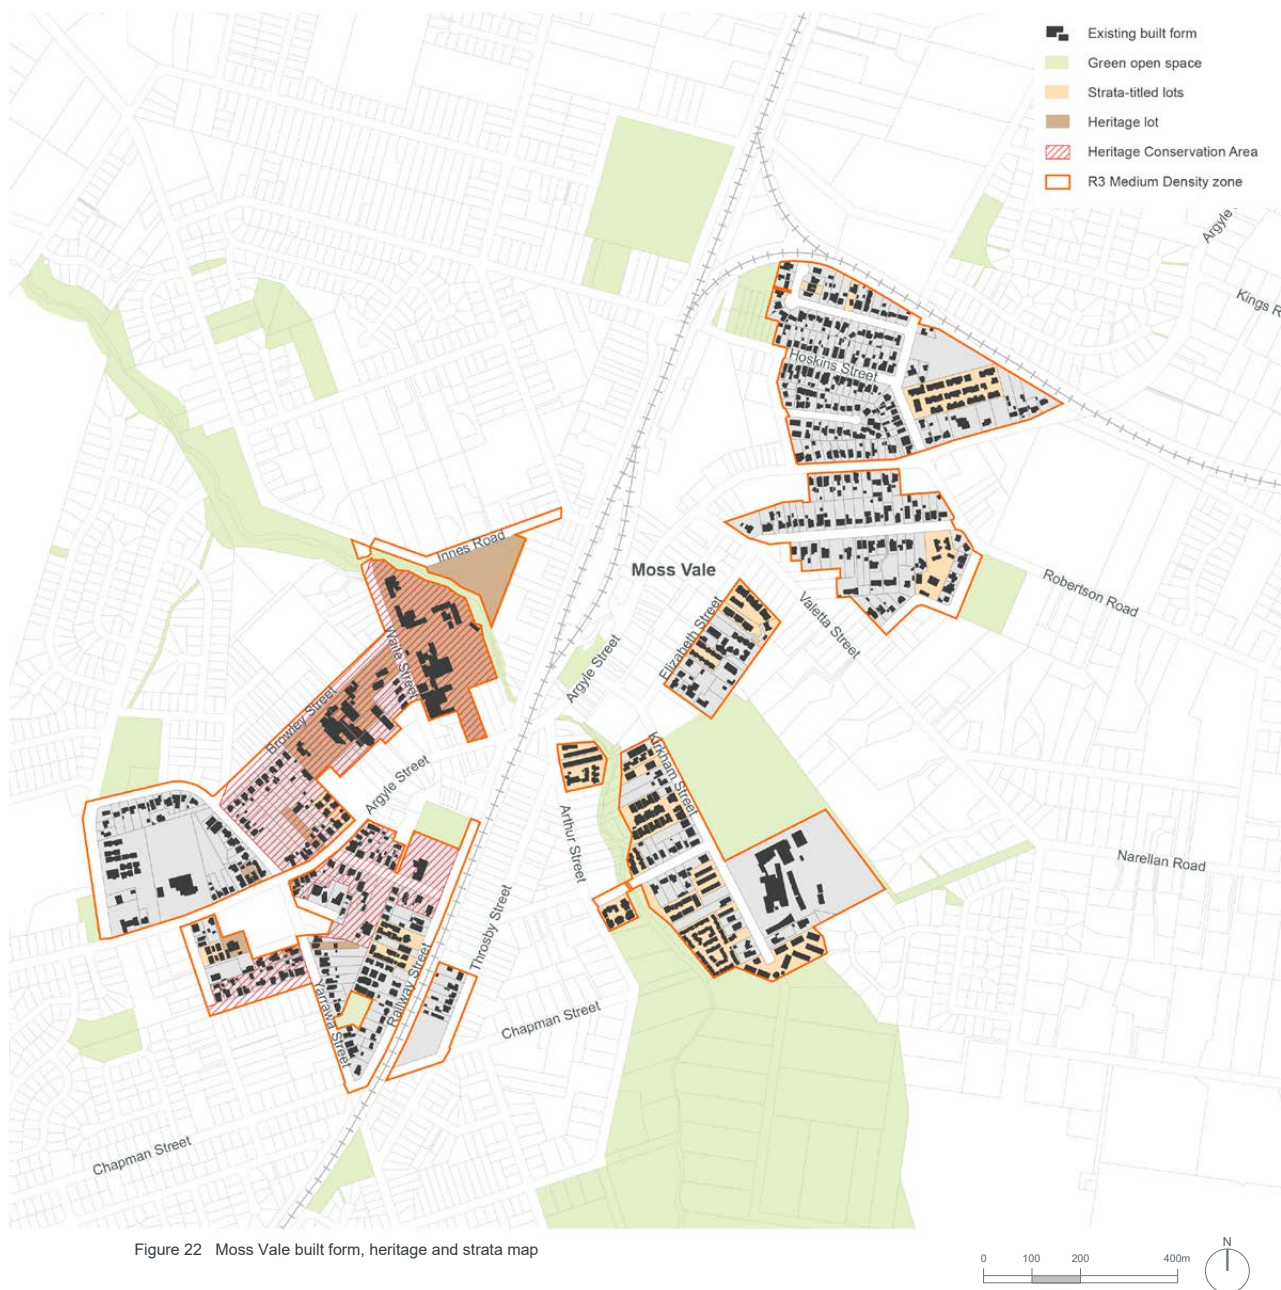 Existing built form
Green open space
Strata-titled lots
Heritage lot
Heritage Conservation Area
R3 Medium Density zone
Argyle
Kings R
Hoskins Street
Innes Road
Moss Vale
Robertson Road
Valetta Street
Elizabeth Street
Argyle Street
Waite Street
Browley Street
Kirkham Street
Argyle Street
Arthur Street
Narellan Road
Throsby Street
Railway Street
Yarrawa Street
Chapman Street
Chapman Street
Figure 22 Moss Vale built form, heritage and strata map
N
0 100 200 400m